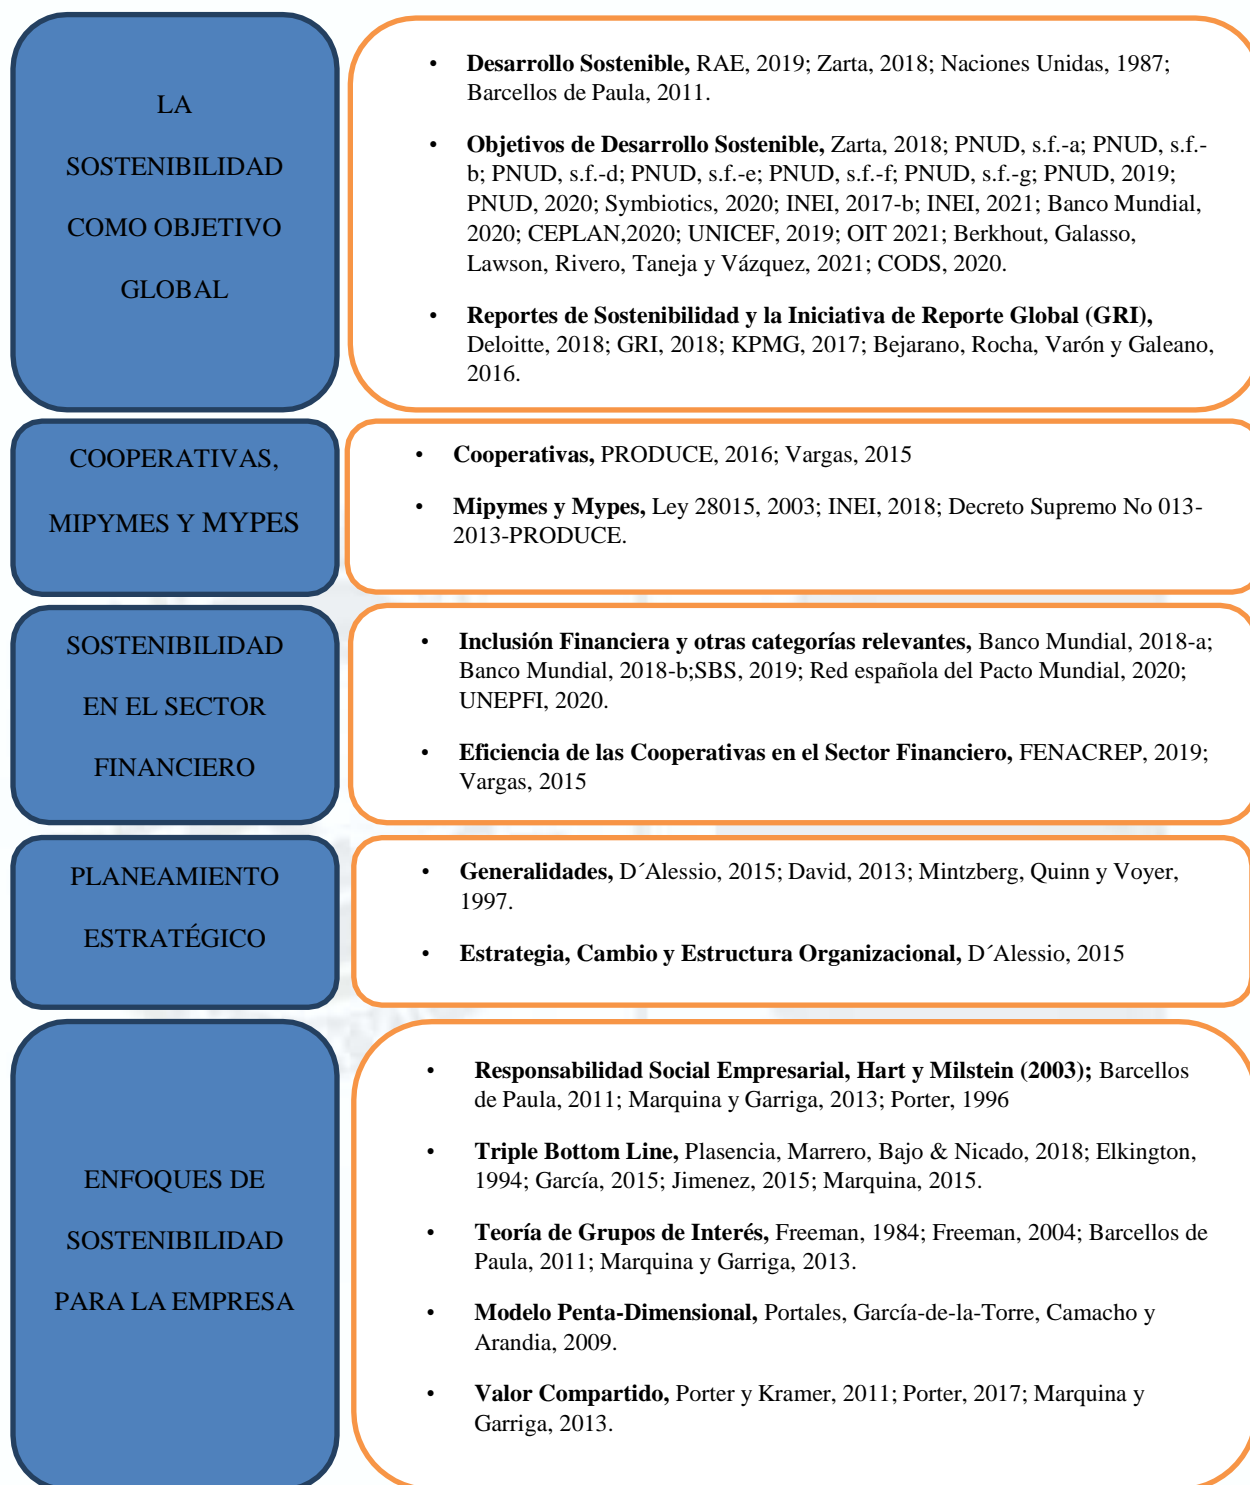 LA
SOSTENIBILIDAD
COMO OBJETIVO
GLOBAL
• Desarrollo Sostenible, RAE, 2019; Zarta, 2018; Naciones Unidas, 1987;
Barcellos de Paula, 2011.
• Objetivos de Desarrollo Sostenible, Zarta, 2018; PNUD, s.f.-a; PNUD, s.f.-
b; PNUD, s.f.-d; PNUD, s.f.-e; PNUD, s.f.-f; PNUD, s.f.-g; PNUD, 2019;
PNUD, 2020; Symbiotics, 2020; INEI, 2017-b; INEI, 2021; Banco Mundial,
2020; CEPLAN,2020; UNICEF, 2019; OIT 2021; Berkhout, Galasso,
Lawson, Rivero, Taneja y Vázquez, 2021; CODS, 2020.
• Reportes de Sostenibilidad y la Iniciativa de Reporte Global (GRI),
Deloitte, 2018; GRI, 2018; KPMG, 2017; Bejarano, Rocha, Varón y Galeano,
2016.
COOPERATIVAS,
MIPYMES Y MYPES
• Cooperativas, PRODUCE, 2016; Vargas, 2015
• Mipymes y Mypes, Ley 28015, 2003; INEI, 2018; Decreto Supremo No 013-
2013-PRODUCE.
SOSTENIBILIDAD
EN EL SECTOR
FINANCIERO
• Inclusión Financiera y otras categorías relevantes, Banco Mundial, 2018-a;
Banco Mundial, 2018-b;SBS, 2019; Red española del Pacto Mundial, 2020;
UNEPFI, 2020.
• Eficiencia de las Cooperativas en el Sector Financiero, FENACREP, 2019;
Vargas, 2015
PLANEAMIENTO
ESTRATÉGICO
• Generalidades, D´Alessio, 2015; David, 2013; Mintzberg, Quinn y Voyer,
1997.
• Estrategia, Cambio y Estructura Organizacional, D´Alessio, 2015
ENFOQUES DE
SOSTENIBILIDAD
PARA LA EMPRESA
• Responsabilidad Social Empresarial, Hart y Milstein (2003); Barcellos
de Paula, 2011; Marquina y Garriga, 2013; Porter, 1996
• Triple Bottom Line, Plasencia, Marrero, Bajo & Nicado, 2018; Elkington,
1994; García, 2015; Jimenez, 2015; Marquina, 2015.
• Teoría de Grupos de Interés, Freeman, 1984; Freeman, 2004; Barcellos de
Paula, 2011; Marquina y Garriga, 2013.
• Modelo Penta-Dimensional, Portales, García-de-la-Torre, Camacho y
Arandia, 2009.
• Valor Compartido, Porter y Kramer, 2011; Porter, 2017; Marquina y
Garriga, 2013.